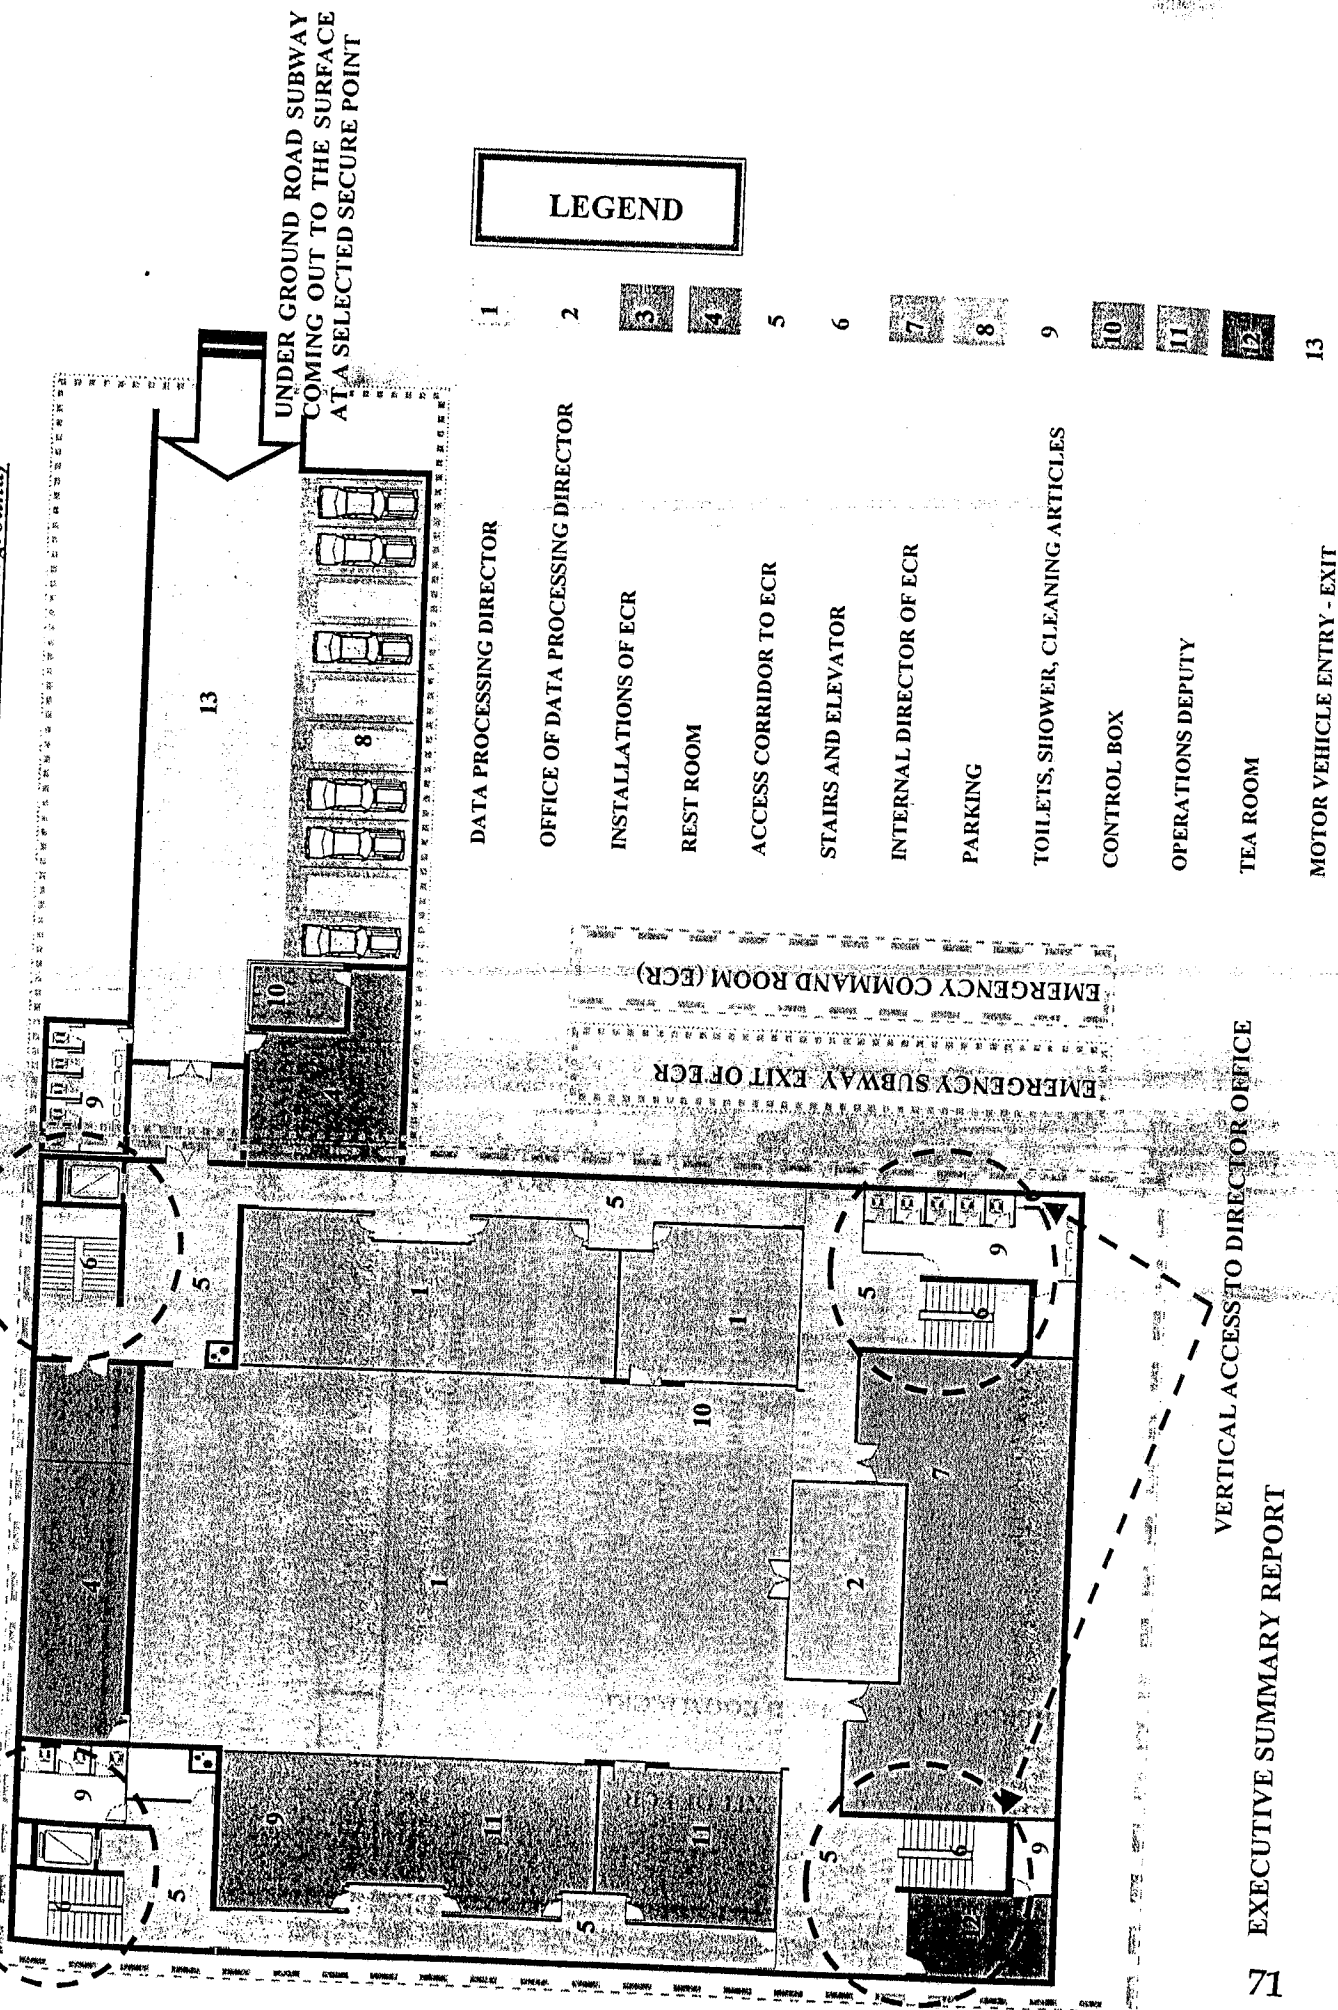 UNDER GROUND ROAD SUBWAY
COMING OUT TO THE SURFACE
AT A SELECTED SECURE POINT
LEGEND
DATA PROCESSING DIRECTOR 1
OFFICE OF DATA PROCESSING DIRECTOR 2
INSTALLATIONS OF ECR 3
REST ROOM 4
ACCESS CORRIDOR TO ECR 5
STAIRS AND ELEVATOR 6
INTERNAL DIRECTOR OF ECR 7
PARKING 8
TOILETS, SHOWER, CLEANING ARTICLES 9
CONTROL BOX 10
OPERATIONS DEPUTY 11
TEA ROOM 12
MOTOR VEHICLE ENTRY - EXIT 13
EMERGENCY COMMAND ROOM (ECR)
EMERGENCY SUBWAY EXIT OF ECR
13
8
10
4
9
6
5
5
1
1
10
5
9
6
4
1
2
7
9
6
5
9
11
11
5
5
6
9
12
VERTICAL ACCESS TO DIRECTOR OFFICE
71 EXECUTIVE SUMMARY REPORT